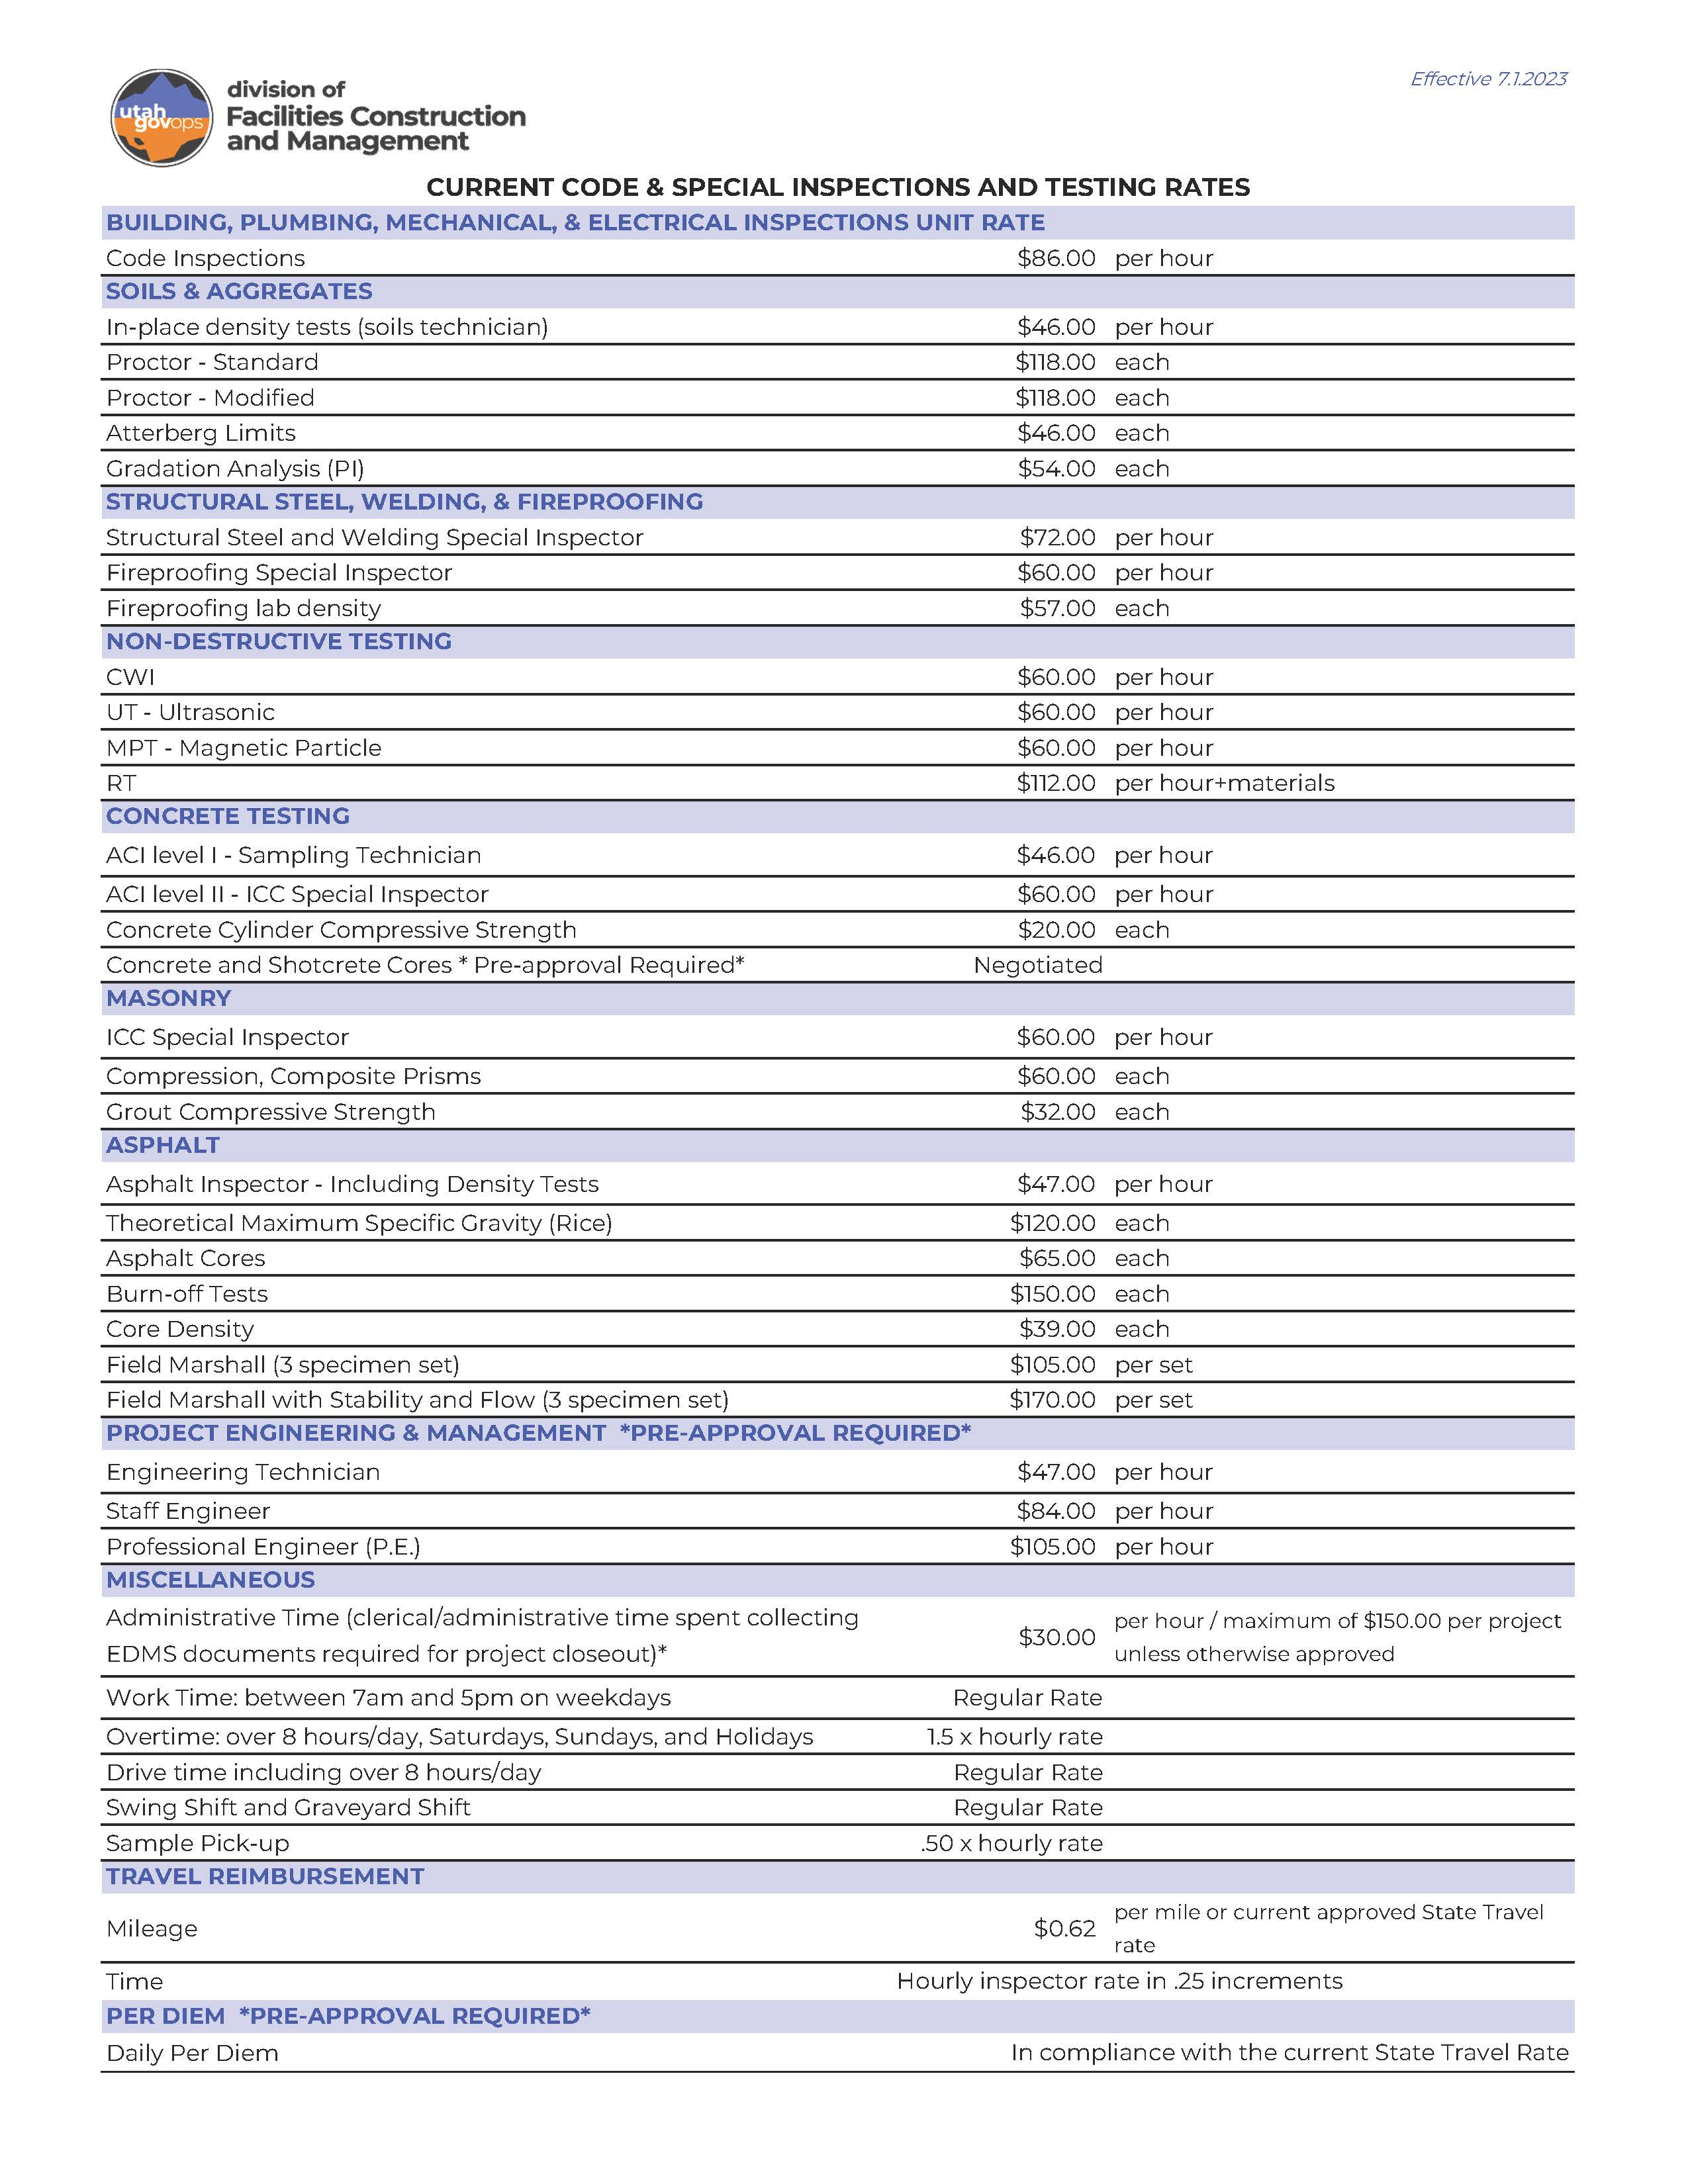 Effective 7.1.2023
utah
govops
division of
Facilities Construction
and Management
CURRENT CODE & SPECIAL INSPECTIONS AND TESTING RATES
BUILDING, PLUMBING, MECHANICAL, & ELECTRICAL INSPECTIONS UNIT RATE
Code Inspections $86.00 per hour
SOILS & AGGREGATES
In-place density tests (soils technician) $46.00 per hour
Proctor - Standard $118.00 each
Proctor - Modified $118.00 each
Atterberg Limits $46.00 each
Gradation Analysis (PI) $54.00 each
STRUCTURAL STEEL, WELDING, & FIREPROOFING
Structural Steel and Welding Special Inspector $72.00 per hour
Fireproofing Special Inspector $60.00 per hour
Fireproofing lab density $57.00 each
NON-DESTRUCTIVE TESTING
CWI $60.00 per hour
UT - Ultrasonic $60.00 per hour
MPT - Magnetic Particle $60.00 per hour
RT $112.00 per hour+materials
CONCRETE TESTING
ACI level I - Sampling Technician $46.00 per hour
ACI level II - ICC Special Inspector $60.00 per hour
Concrete Cylinder Compressive Strength $20.00 each
Concrete and Shotcrete Cores * Pre-approval Required* Negotiated
MASONRY
ICC Special Inspector $60.00 per hour
Compression, Composite Prisms $60.00 each
Grout Compressive Strength $32.00 each
ASPHALT
Asphalt Inspector - Including Density Tests $47.00 per hour
Theoretical Maximum Specific Gravity (Rice) $120.00 each
Asphalt Cores $65.00 each
Burn-off Tests $150.00 each
Core Density $39.00 each
Field Marshall (3 specimen set) $105.00 per set
Field Marshall with Stability and Flow (3 specimen set) $170.00 per set
PROJECT ENGINEERING & MANAGEMENT *PRE-APPROVAL REQUIRED*
Engineering Technician $47.00 per hour
Staff Engineer $84.00 per hour
Professional Engineer (P.E.) $105.00 per hour
MISCELLANEOUS
Administrative Time (clerical/administrative time spent collecting
EDMS documents required for project closeout)*
$30.00
per hour / maximum of $150.00 per project
unless otherwise approved
Work Time: between 7am and 5pm on weekdays Regular Rate
Overtime: over 8 hours/day, Saturdays, Sundays, and Holidays 1.5 x hourly rate
Drive time including over 8 hours/day Regular Rate
Swing Shift and Graveyard Shift Regular Rate
Sample Pick-up .50 x hourly rate
TRAVEL REIMBURSEMENT
Mileage $0.62
per mile or current approved State Travel
rate
Time Hourly inspector rate in .25 increments
PER DIEM *PRE-APPROVAL REQUIRED*
Daily Per Diem In compliance with the current State Travel Rate